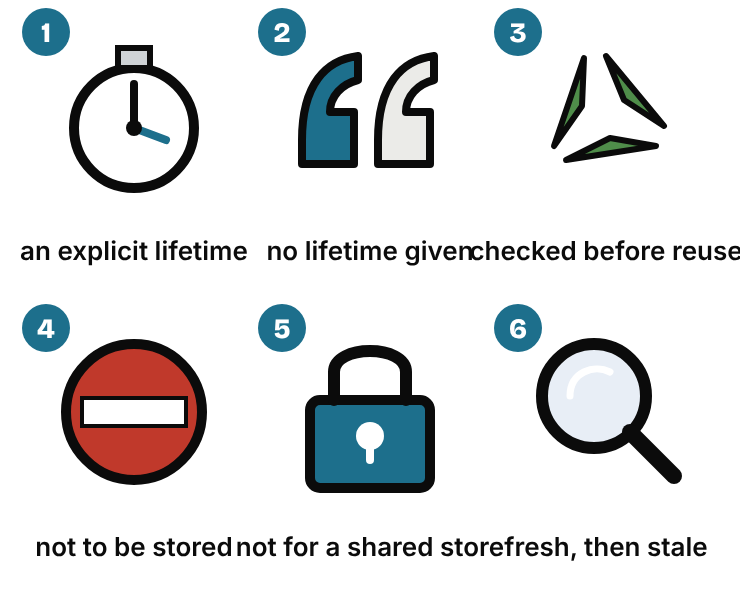 1
an explicit lifetime
2
no lifetime given
3
checked before reuse
4
not to be stored
5
not for a shared store
6
fresh, then stale